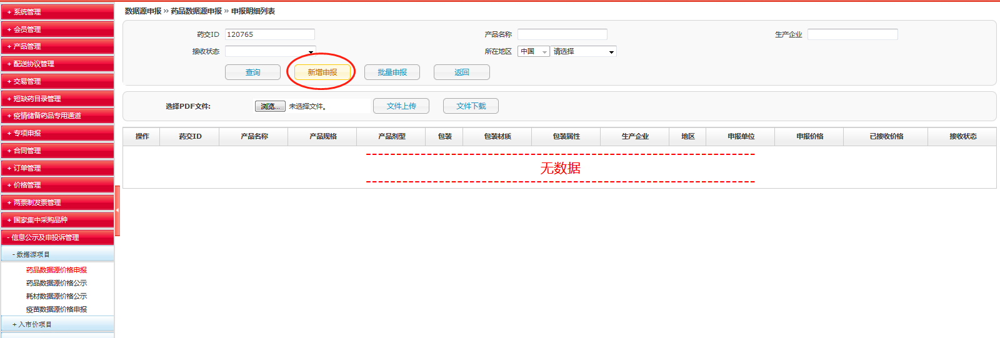 数据源申报 » 药品数据源申报 » 申报明细列表
+ 系统管理
+ 会员管理
+ 产品管理
+ 配送协议管理
+ 交易管理
+ 短缺药目录管理
+ 疫情储备药品专用通道
+ 专项申报
+ 合同管理
+ 订单管理
+ 价格管理
+ 两票制发票管理
+ 国家集中采购品种
- 信息公示及申投诉管理
- 数据源项目
药品数据源价格申报
药品数据源价格公示
耗材数据源价格公示
疫苗数据源价格申报
+ 入市价项目
药交ID 120765 产品名称 生产企业
接收状态 所在地区 中国 请选择
查询 新增申报 批量申报 返回
选择PDF文件: 浏览... 未选择文件。 文件上传 文件下载
操作 药交ID 产品名称 产品规格 产品剂型 包装 包装材质 包装属性 生产企业 地区 申报单位 申报价格 已接收价格 接收状态
无数据